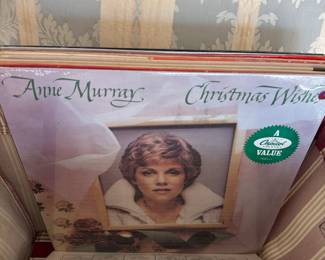 Anne Murray Christmas Wishes
A
Capitol
VALUE